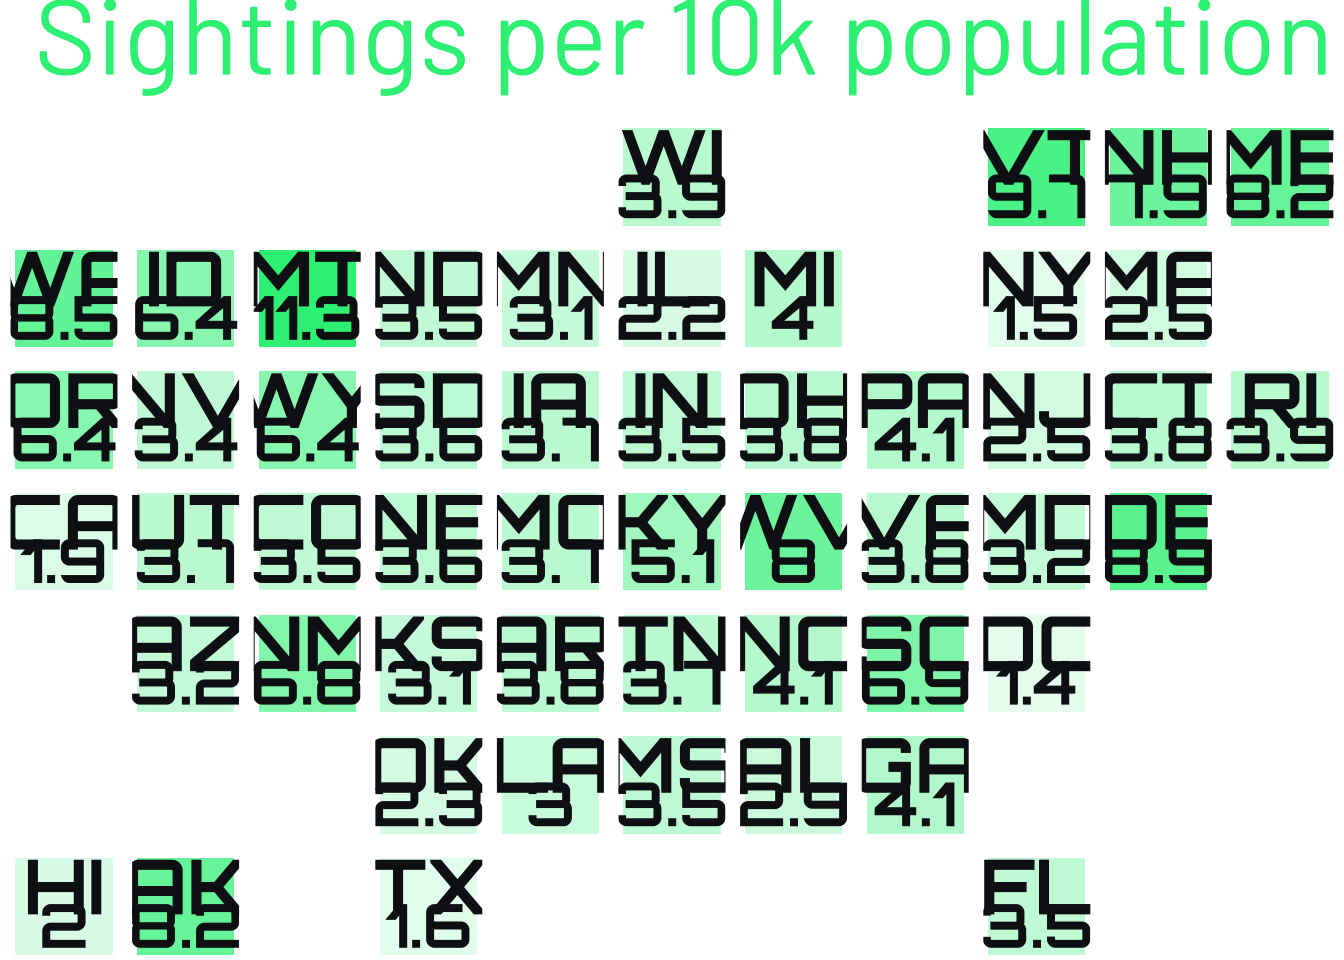 Sightings per 10k population
WI
3.9
VT
9.1
NH
7.9
ME
8.2
WA
8.5
ID
6.4
MT
11.3
ND
3.5
MN
3.1
IL
2.2
MI
4
NY
1.5
MA
2.5
OR
6.4
NV
3.4
WY
6.4
SD
3.6
IA
3.1
IN
3.5
OH
3.8
PA
4.1
NJ
2.5
CT
3.8
RI
3.9
CA
1.9
UT
3.1
CO
3.5
NE
3.6
MO
3.1
KY
5.1
WV
8
VA
MD
3.2
DE
8.9
AZ
3.2
NM
6.8
KS
3.1
AR
3.8
TN
3.1
NC
4.1
SC
6.9
DC
1.4
OK
2.3
LA
3
MS
3.5
AL
2.9
GA
4.1
HI
2
AK
8.2
TX
1.6
FL
3.5